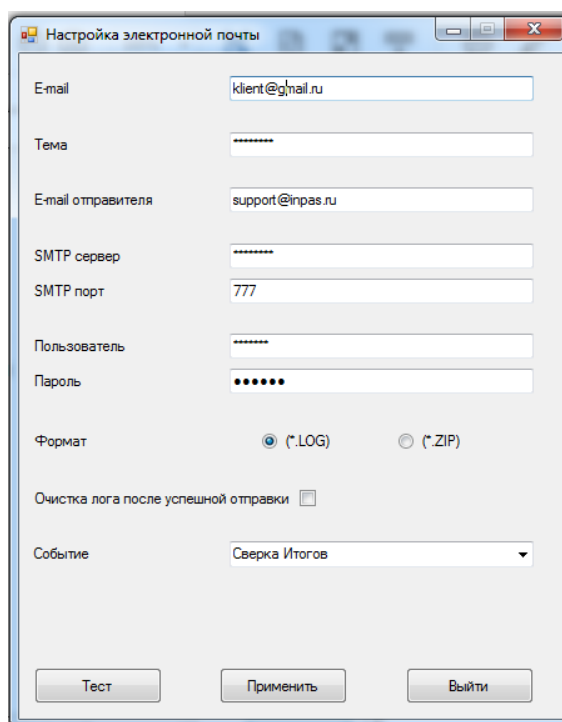 Настройка электронной почты
E-mail klient@gmail.ru
Тема ********
E-mail отправителя support@inpas.ru
SMTP сервер ********
SMTP порт 777
Пользователь *******
Пароль ●●●●●●
Формат (*.LOG) (*.ZIP)
Очистка лога после успешной отправки
Событие Сверка Итогов
Тест Применить Выйти